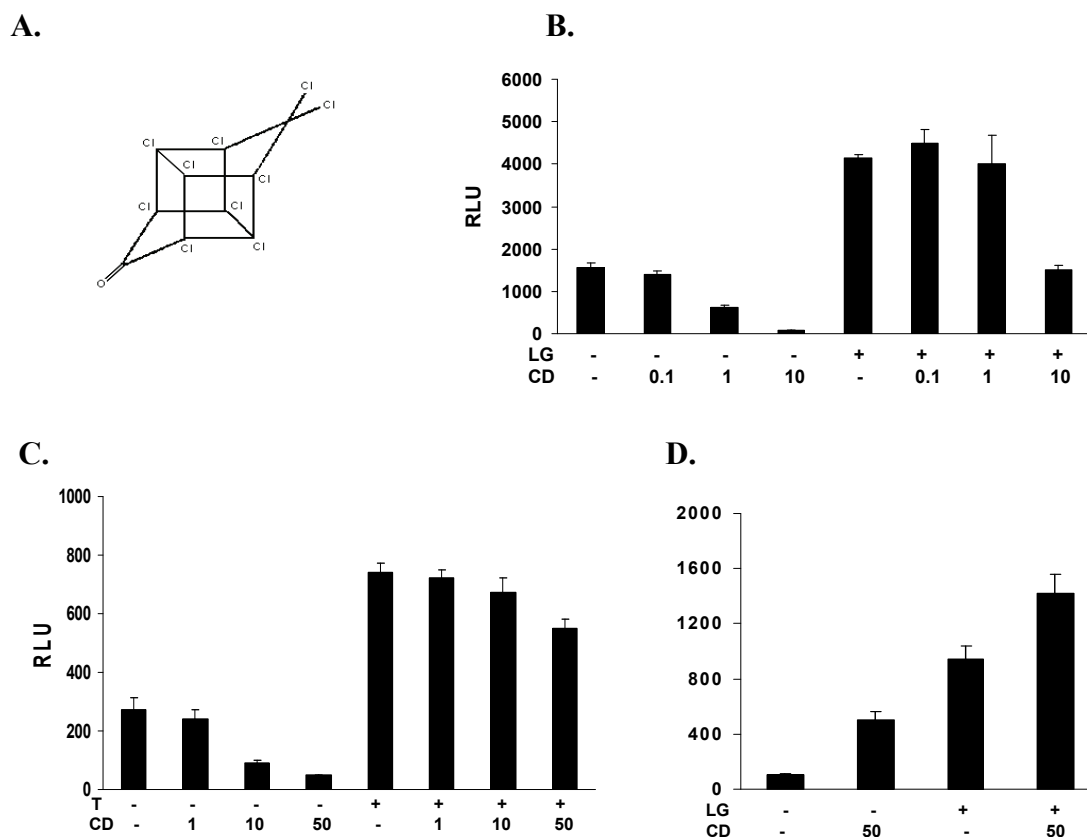 A.
Cl
Cl
Cl
Cl
Cl
Cl
Cl
Cl
Cl
Cl
O
B.
RLU
6000
5000
4000
3000
2000
1000
0
LG - - - - + + + +
CD - 0.1 1 10 - 0.1 1 10
C.
RLU
1000
800
600
400
200
0
T - - - - + + + +
CD - 1 10 50 - 1 10 50
D.
2000
1600
1200
800
400
0
LG - - + +
CD - 50 - 50